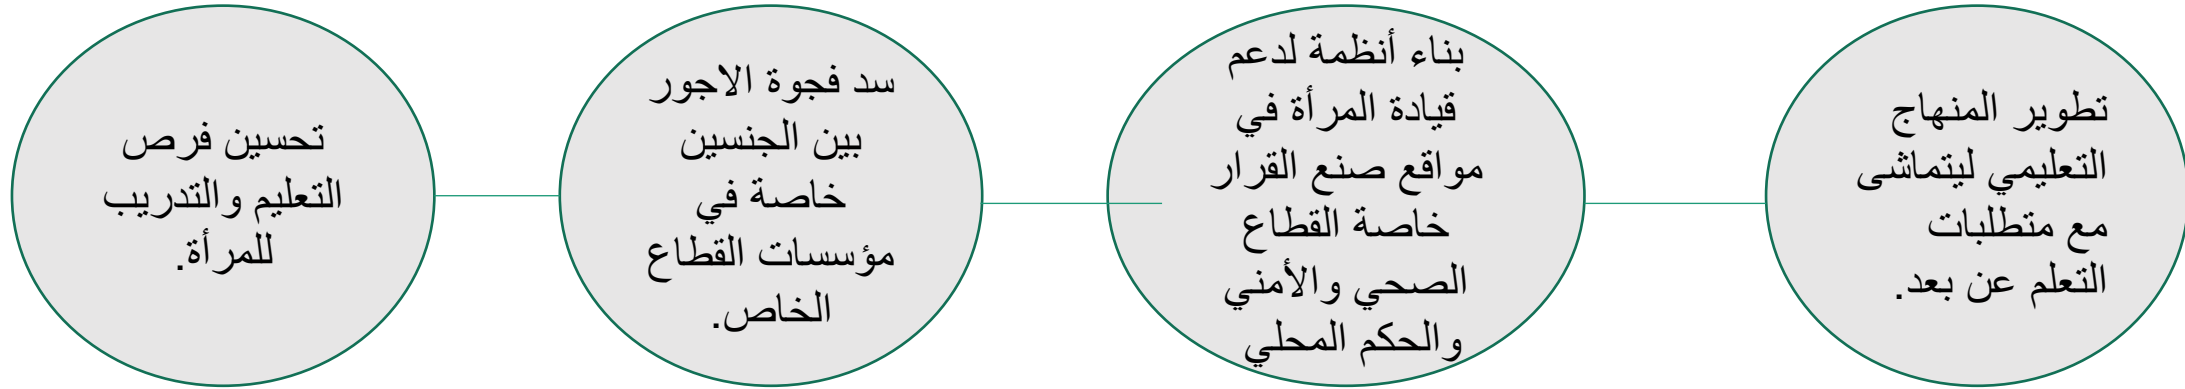 تطوير المنهاج
التعليمي ليتماشى
مع متطلبات
التعلم عن بعد.
بناء أنظمة لدعم
قيادة المرأة في
مواقع صنع القرار
خاصة القطاع
الصحي والأمني
والحكم المحلي
سد فجوة الاجور
بين الجنسين
خاصة في
مؤسسات القطاع
الخاص.
تحسين فرص
التعليم والتدريب
للمرأة.